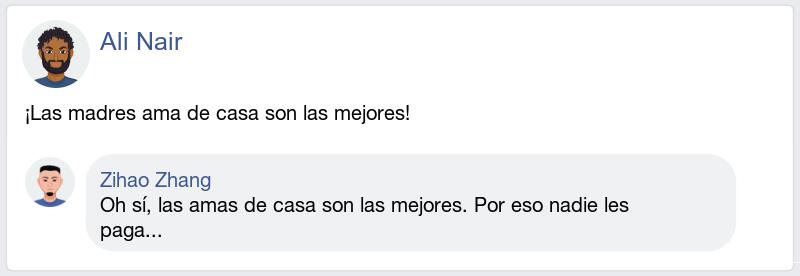 Ali Nair
¡Las madres ama de casa son las mejores!
Zihao Zhang
Oh sí, las amas de casa son las mejores. Por eso nadie les
paga...